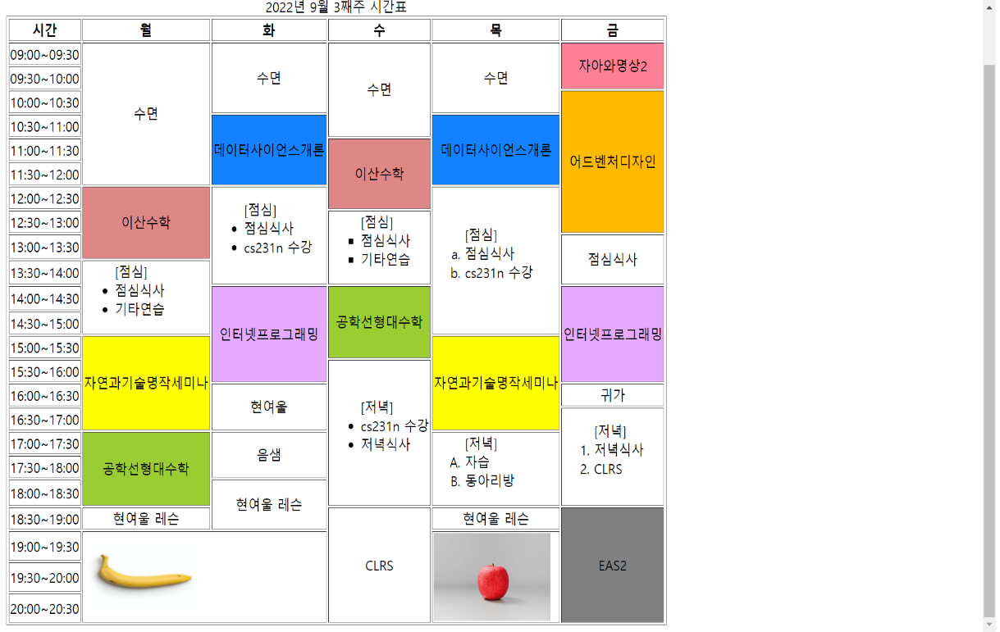 2022년 9월 3째주 시간표
시간 월 화 수 목 금
09:00~09:30 수면 수면 수면 수면 자아와명상2
09:30~10:00
10:00~10:30 어드벤처디자인
10:30~11:00 데이터사이언스개론 데이터사이언스개론
11:00~11:30 이산수학
11:30~12:00
12:00~12:30 이산수학 [점심] [점심]
• 점심식사 a. 점심식사
• cs231n 수강 b. cs231n 수강
12:30~13:00 [점심]
▪ 점심식사
▪ 기타연습
13:00~13:30 점심식사
13:30~14:00 [점심]
• 점심식사
• 기타연습
14:00~14:30 인터넷프로그래밍 공학선형대수학 인터넷프로그래밍
14:30~15:00
15:00~15:30 자연과기술명작세미나 자연과기술명작세미나
15:30~16:00 [저녁]
• cs231n 수강
• 저녁식사
16:00~16:30 현여울 귀가
16:30~17:00 [저녁]
1. 저녁식사
2. CLRS
17:00~17:30 공학선형대수학 음샘 [저녁]
A. 자습
B. 동아리방
17:30~18:00
18:00~18:30 현여울 레슨
18:30~19:00 현여울 레슨 CLRS 현여울 레슨 EAS2
19:00~19:30
19:30~20:00
20:00~20:30